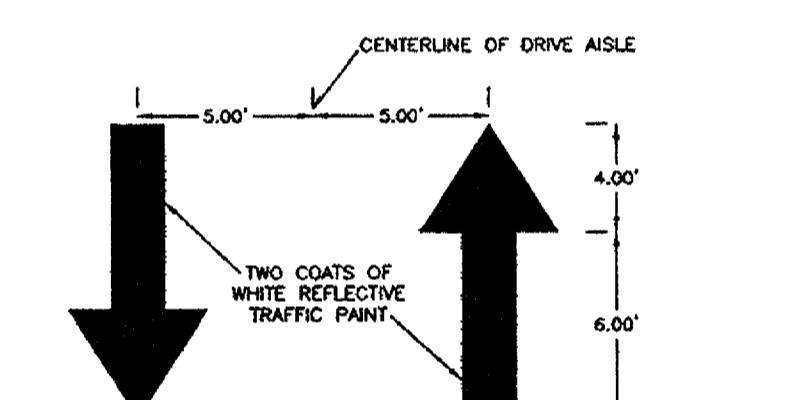 CENTERLINE OF DRIVE AISLE
5.00'
5.00'
4.00'
TWO COATS OF
WHITE REFLECTIVE
TRAFFIC PAINT
6.00'